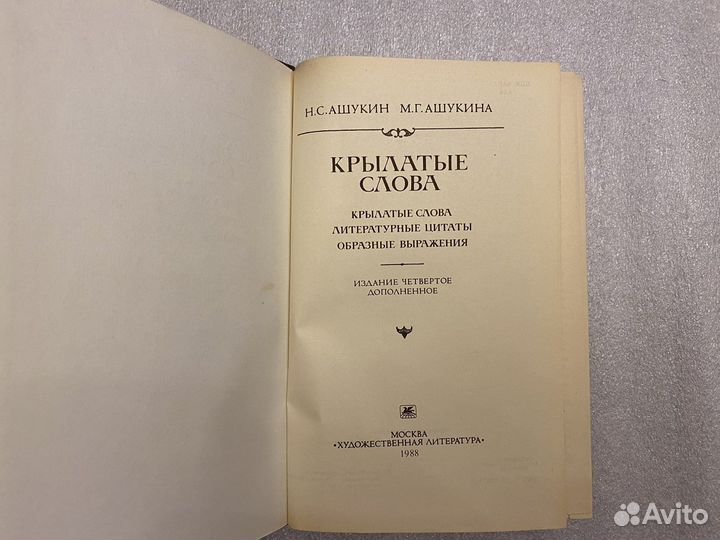 Н.С.АШУКИН М.Г.АШУКИНА
КРЫЛАТЫЕ
СЛОВА
КРЫЛАТЫЕ СЛОВА
ЛИТЕРАТУРНЫЕ ЦИТАТЫ
ОБРАЗНЫЕ ВЫРАЖЕНИЯ
ИЗДАНИЕ ЧЕТВЕРТОЕ
ДОПОЛНЕННОЕ
МОСКВА
«ХУДОЖЕСТВЕННАЯ ЛИТЕРАТУРА»
1988
Avito